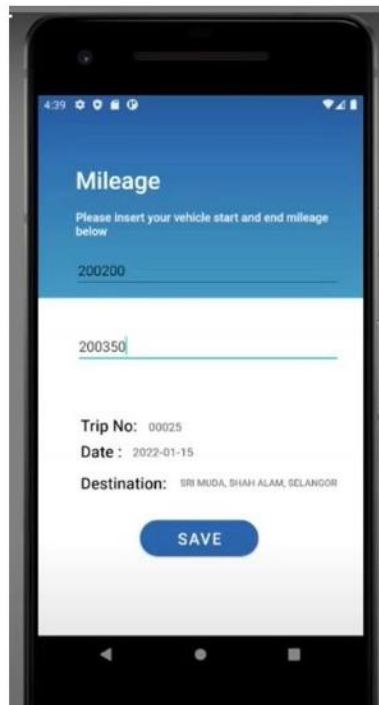 4:39
Mileage
Please insert your vehicle start and end mileage
below
200200
200350
Trip No: 00025
Date : 2022-01-15
Destination: SRI MUDA, SHAH ALAM, SELANGOR
SAVE